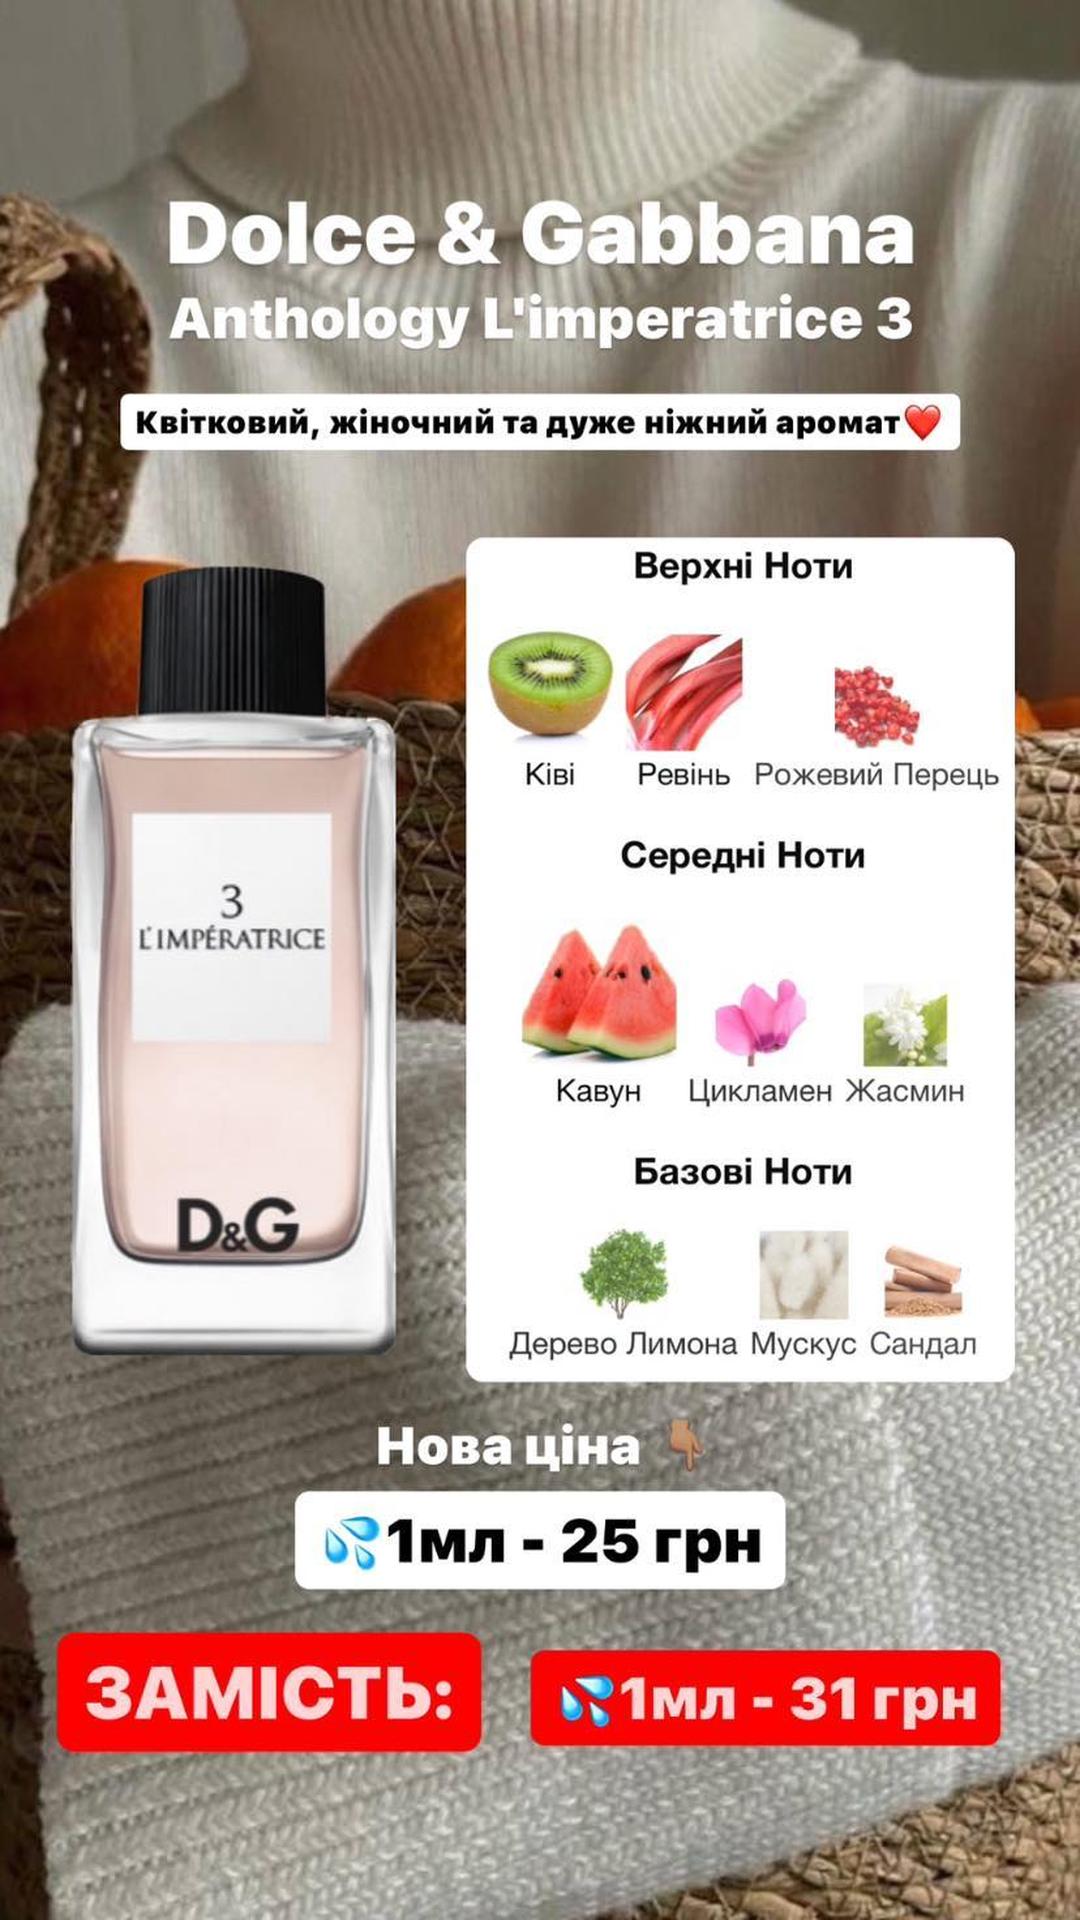 Dolce & Gabbana
Anthology L'imperatrice 3
Квітковий, жіночний та дуже ніжний аромат❤️
Верхні Ноти
Ківі Ревінь Рожевий Перець
Середні Ноти
Кавун Цикламен Жасмин
Базові Ноти
Дерево Лимона Мускус Сандал
3
L'IMPÉRATRICE
D&G
Нова ціна 👇🏽
💦1мл - 25 грн
ЗАМІСТЬ: 💦1мл - 31 грн